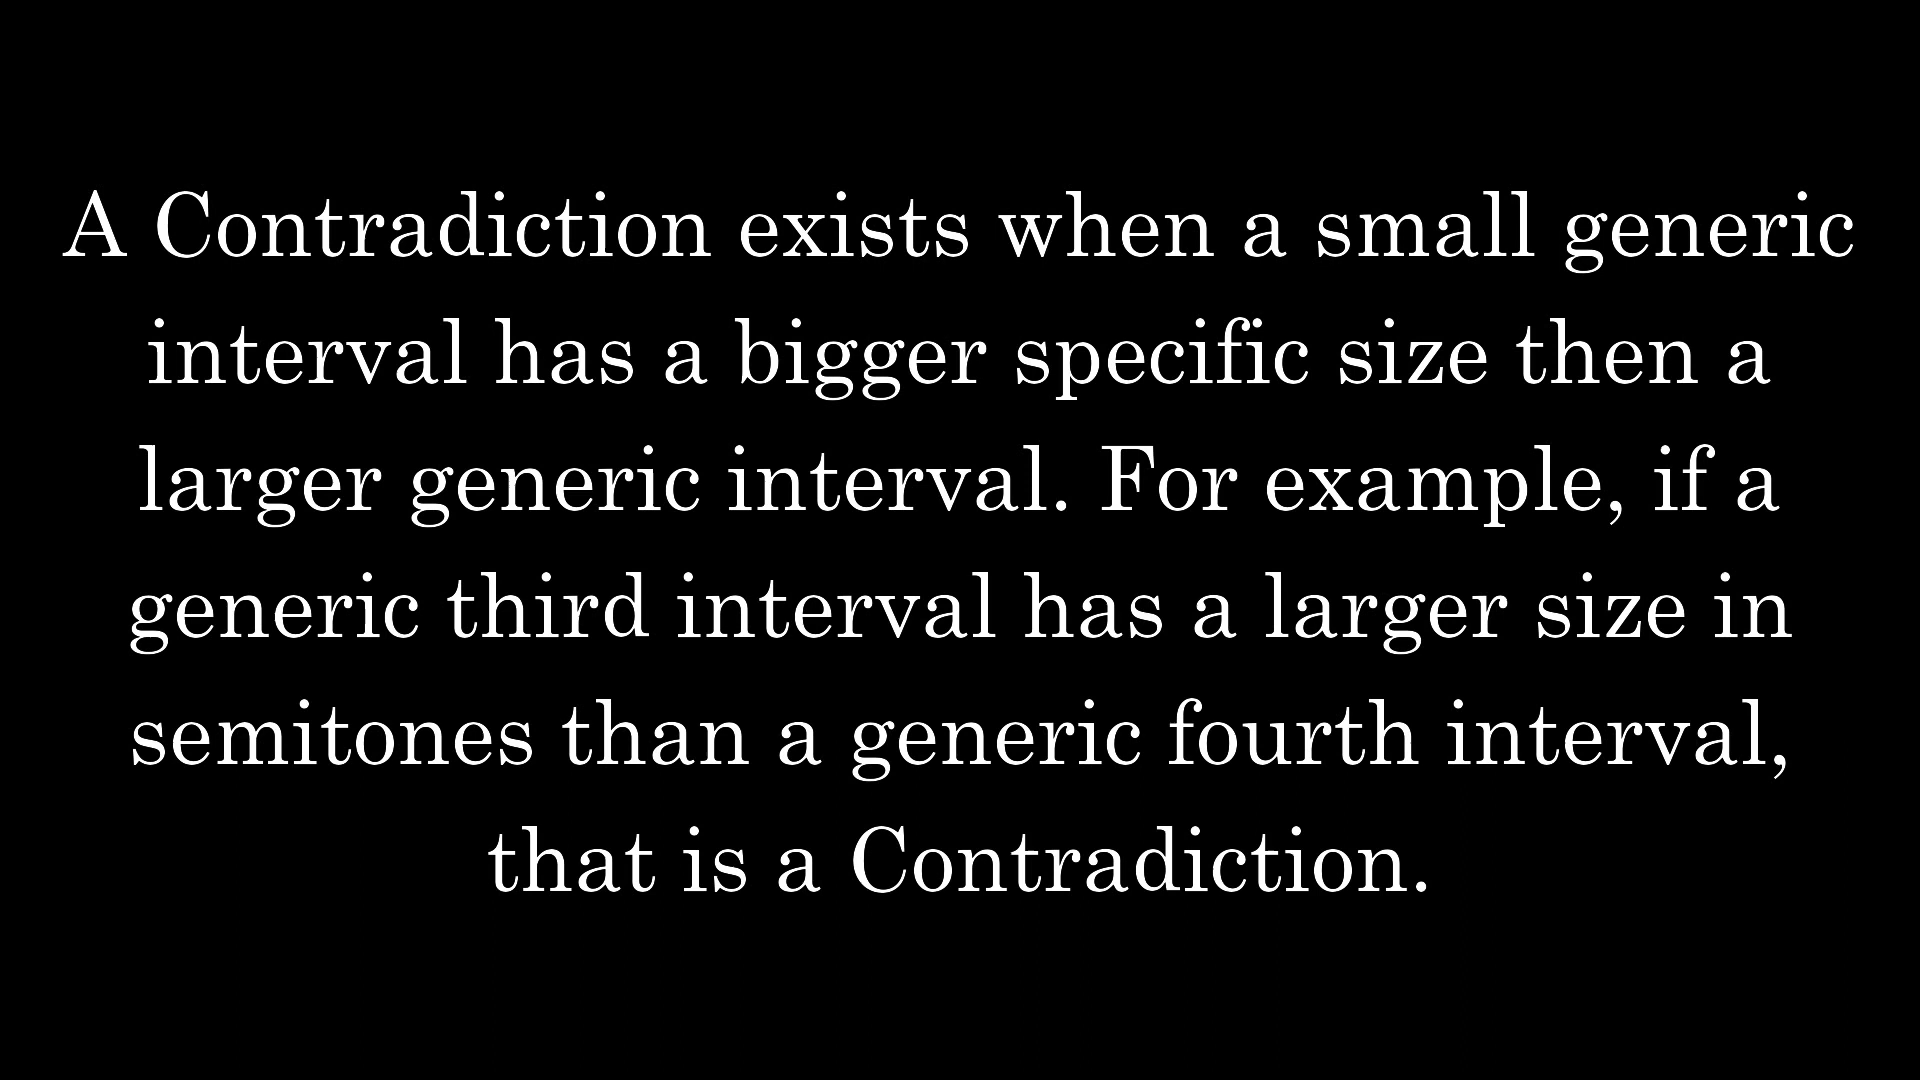 A Contradiction exists when a small generic
interval has a bigger specific size then a
larger generic interval. For example, if a
generic third interval has a larger size in
semitones than a generic fourth interval,
that is a Contradiction.